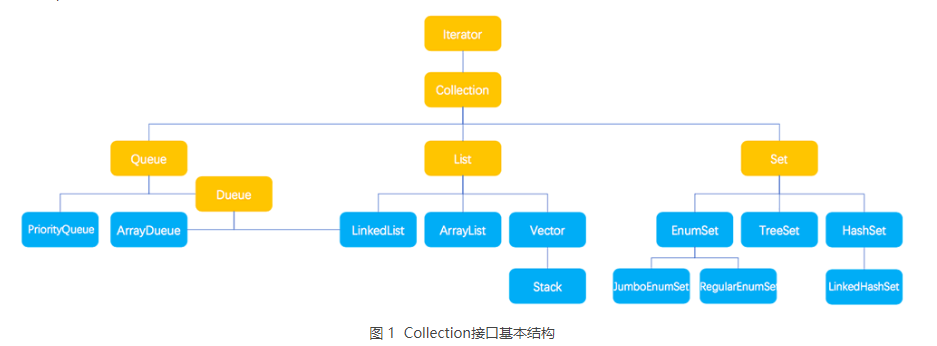 Iterator
Collection
Queue
List
Set
Dueue
PriorityQueue
ArrayDueue
LinkedList
ArrayList
Vector
EnumSet
TreeSet
HashSet
Stack
JumboEnumSet
RegularEnumSet
LinkedHashSet
图 1 Collection接口基本结构